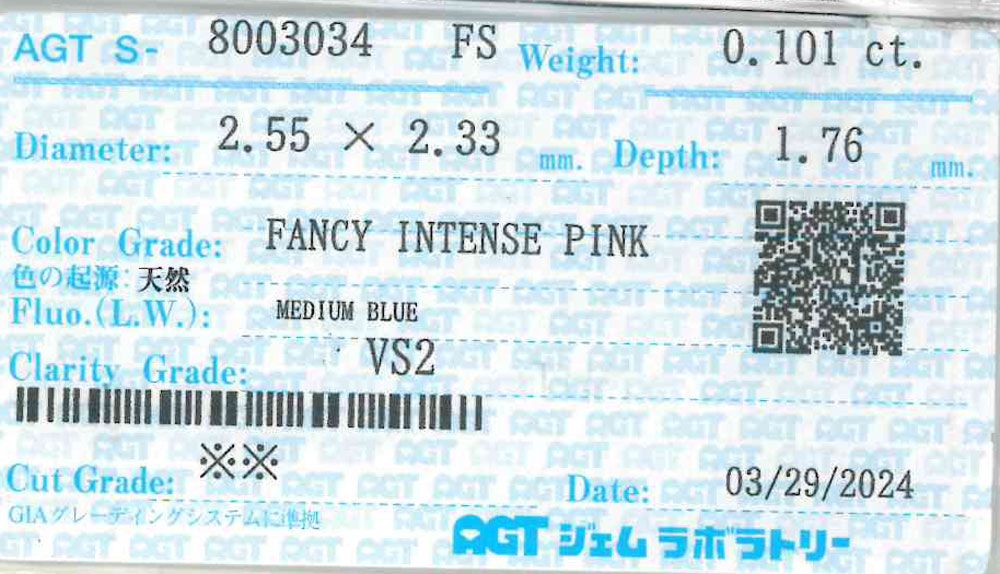 AGT S- 8003034 FS Weight: 0.101 ct.
Diameter: 2.55 × 2.33 mm. Depth: 1.76 mm.
Color Grade: FANCY INTENSE PINK
色の起源: 天然
Fluo.(L.W.): MEDIUM BLUE
Clarity Grade: VS2
Cut Grade: ※※
Date: 03/29/2024
GIAグレーディングシステムに準拠
AGT ジェムラボラトリー